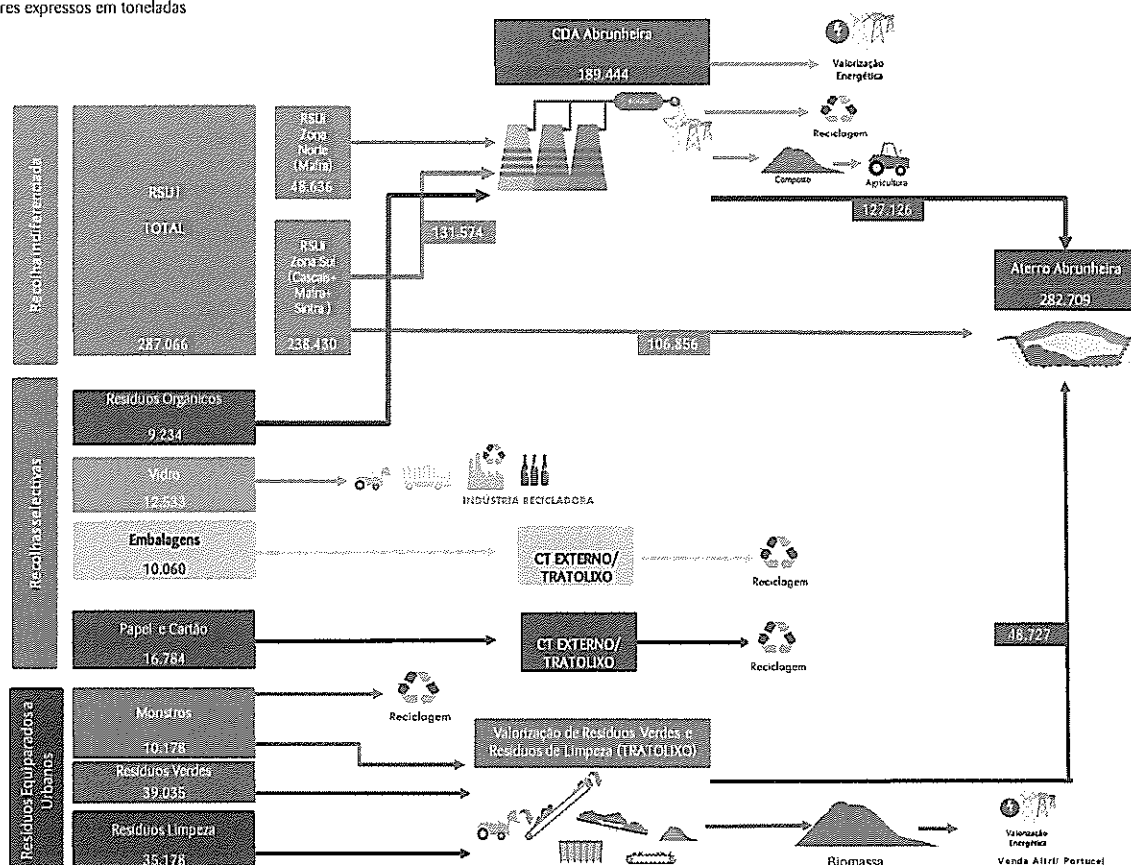 res expressos em toneladas
CDA Abrunheira
189.444
Valorização
Energética
Reciclagem
Composto
Agricultura
127.126
Recolha Indiferenciada
RSUI
TOTAL
287.066
RSUI
Zona
Norte
(Mafra)
48.636
RSUI
Zona Sul
(Cascais+
Mafra+
Sintra )
238.430
131.574
106.856
Aterro Abrunheira
282.709
Recolhas selectivas
Resíduos Orgânicos
9.234
Vidro
INDÚSTRIA RECICLADORA
Embalagens
10.060
CT EXTERNO/
TRATOLIXO
Reciclagem
Papel e Cartão
16.784
CT EXTERNO/
TRATOLIXO
Reciclagem
48.727
Resíduos Equiparados a
Urbanos
Monstros
10.178
Reciclagem
Resíduos Verdes
39.035
Resíduos Limpeza
35.178
Valorização de Resíduos Verdes e
Resíduos de Limpeza (TRATOLIXO)
Biomassa
Valorização
Energética
Venda Altri/ Portucel